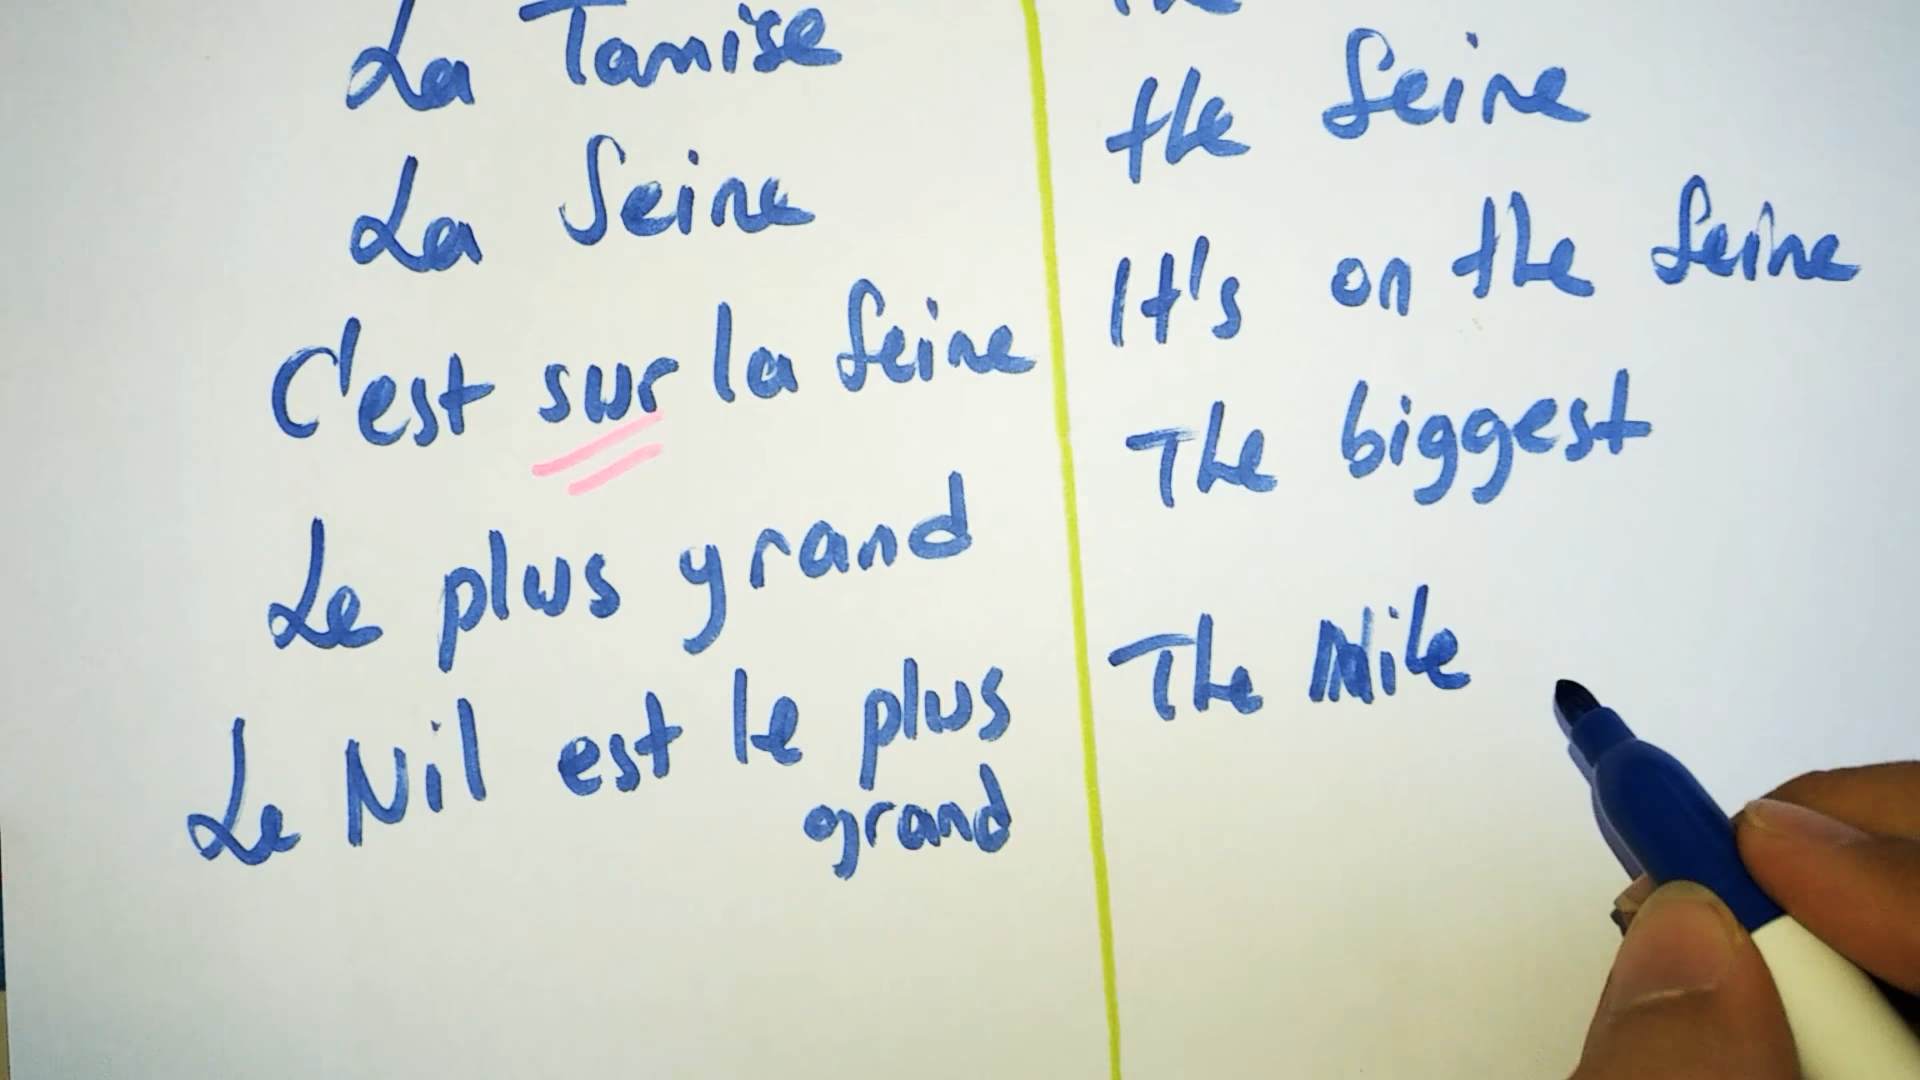 La Tamise
La Seine
C'est sur la Seine
Le plus grand
Le Nil est le plus
grand
the Seine
It's on the Seine
The biggest
The Nile